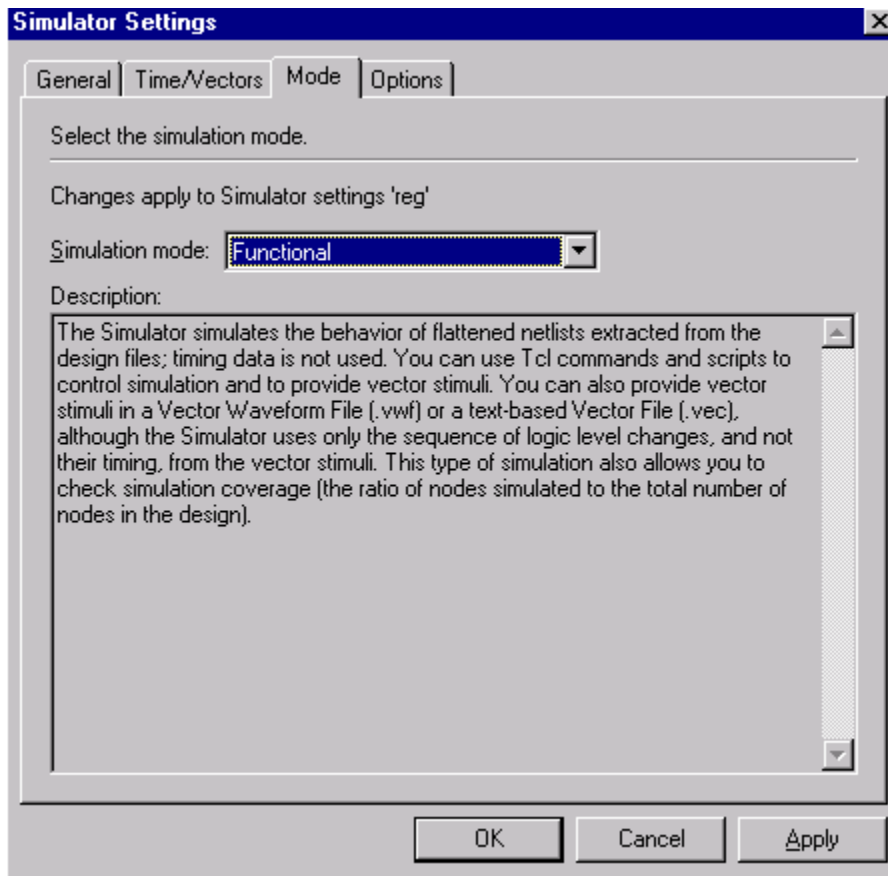 Simulator Settings
General Time/Vectors Mode Options
Select the simulation mode.
Changes apply to Simulator settings 'reg'
Simulation mode: Functional
Description:
The Simulator simulates the behavior of flattened netlists extracted from the
design files; timing data is not used. You can use Tcl commands and scripts to
control simulation and to provide vector stimuli. You can also provide vector
stimuli in a Vector Waveform File (.vwf) or a text-based Vector File (.vec),
although the Simulator uses only the sequence of logic level changes, and not
their timing, from the vector stimuli. This type of simulation also allows you to
check simulation coverage (the ratio of nodes simulated to the total number of
nodes in the design).
OK Cancel Apply